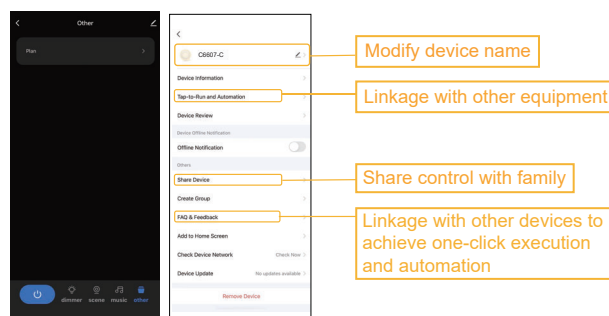 Other
Plan
dimmer scene music other
C6607-C
Device Information
Tap-to-Run and Automation
Device Review
Device Offline Notification
Offline Notification
Others
Share Device
Create Group
FAQ & Feedback
Add to Home Screen
Check Device Network Check Now
Device Update No updates available
Remove Device
Modify device name
Linkage with other equipment
Share control with family
Linkage with other devices to
achieve one-click execution
and automation